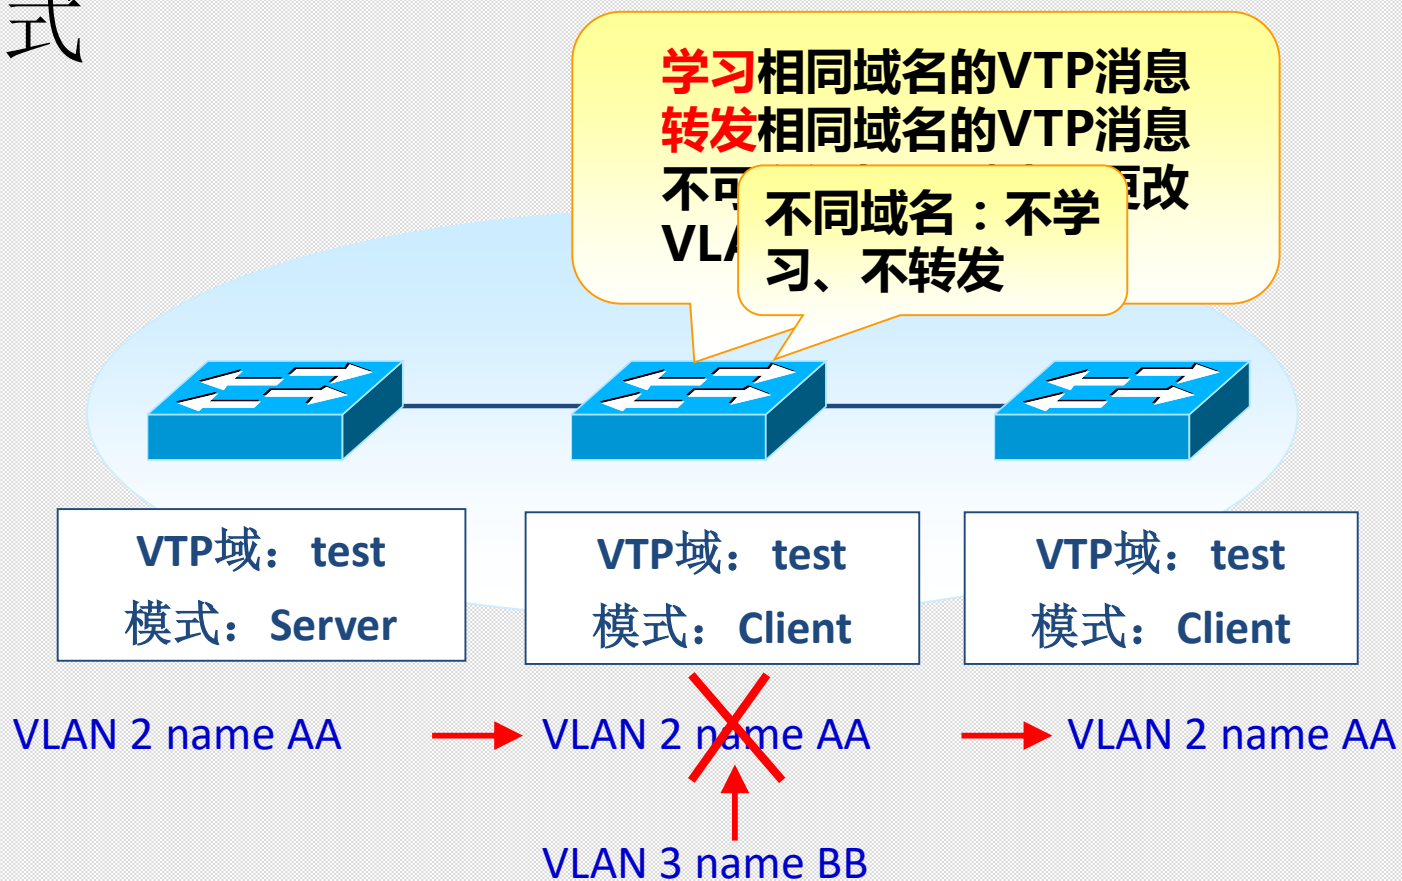 式
学习相同域名的VTP消息
转发相同域名的VTP消息
不可 更改
VLA
不同域名：不学
习、不转发
VTP域：test
模式：Server
VTP域：test
模式：Client
VTP域：test
模式：Client
VLAN 2 name AA
VLAN 2 name AA
VLAN 2 name AA
VLAN 3 name BB